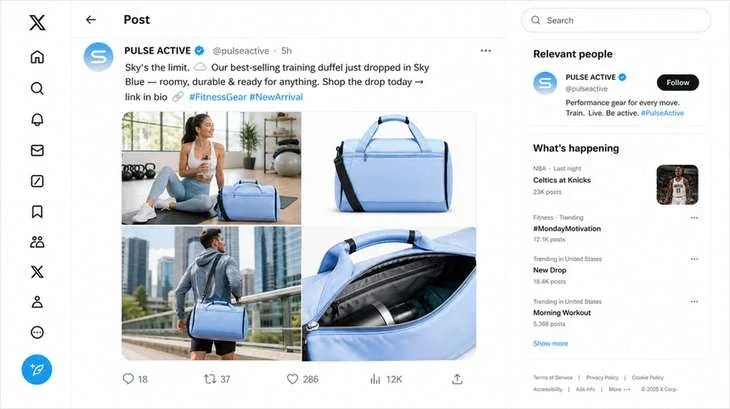 Post
PULSE ACTIVE @pulseactive · 5h
Sky's the limit. ☁️ Our best-selling training duffel just dropped in Sky
Blue — roomy, durable & ready for anything. Shop the drop today →
link in bio 🔗 #FitnessGear #NewArrival
18
37
286
12K
Search
Relevant people
PULSE ACTIVE
@pulseactive
Follow
Performance gear for every move.
Train. Live. Be active. #PulseActive
What's happening
NBA · Last night
Celtics at Knicks
23K posts
Fitness · Trending
#MondayMotivation
12.1K posts
Trending in United States
New Drop
18.4K posts
Trending in United States
Morning Workout
5,368 posts
Show more
Terms of Service | Privacy Policy | Cookie Policy
Accessibility | Ads info | More ••• © 2025 X Corp.